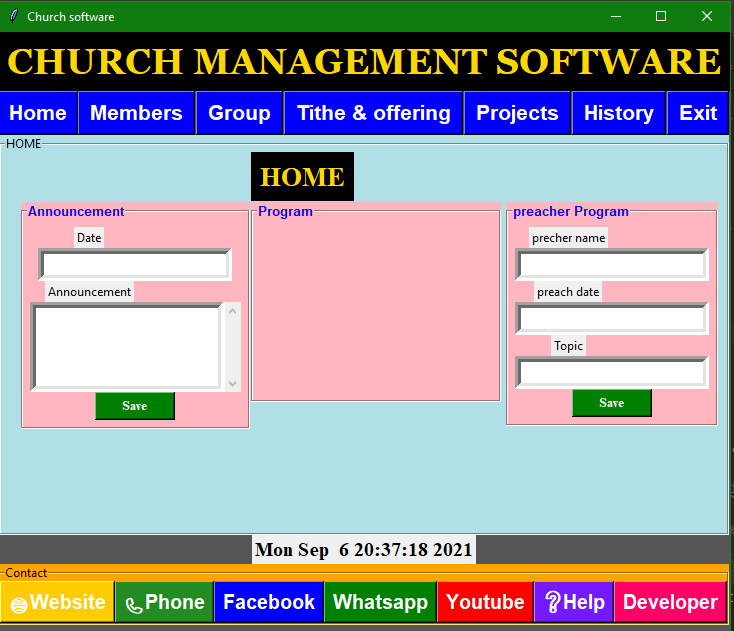 Church software
CHURCH MANAGEMENT SOFTWARE
Home Members Group Tithe & offering Projects History Exit
HOME
HOME
Announcement Program preacher Program
Date precher name
Announcement preach date
Topic
Save Save
Mon Sep  6 20:37:18 2021
Contact
Website Phone Facebook Whatsapp Youtube Help Developer